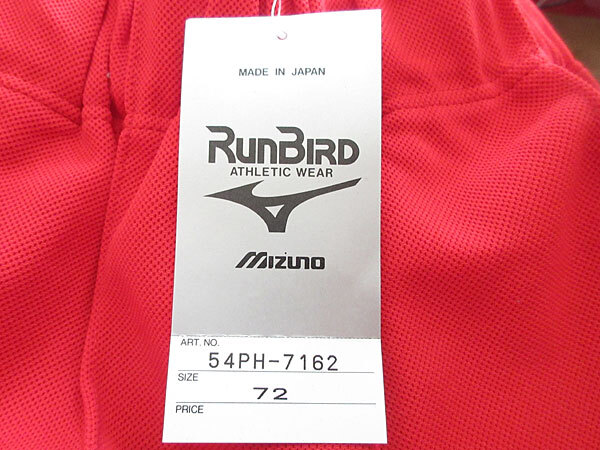 MADE IN JAPAN
RUNBIRD
ATHLETIC WEAR
MIZUNO
ART. NO.
54PH-7162
SIZE
72
PRICE